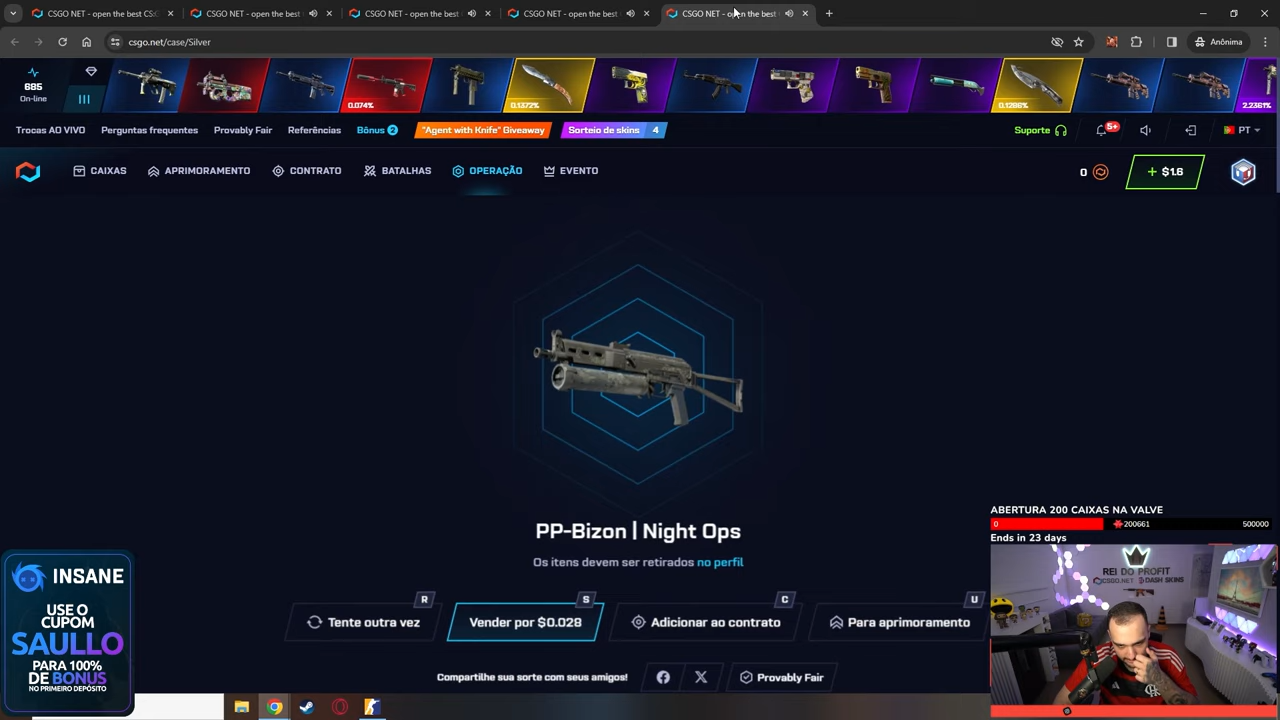 CSGO NET - open the best CS:
CSGO NET - open the best
CSGO NET - open the best
CSGO NET - open the best
CSGO NET - open the best
csgo.net/case/Silver
Anônima
685
On-line
0.074%
0.1372%
0.1286%
2.2361%
Trocas AO VIVO
Perguntas frequentes
Provably Fair
Referências
Bônus 2
"Agent with Knife" Giveaway
Sorteio de skins 4
Suporte
5+
PT
CAIXAS
APRIMORAMENTO
CONTRATO
BATALHAS
OPERAÇÃO
EVENTO
0
+ $1.6
PP-Bizon | Night Ops
Os itens devem ser retirados no perfil
R
S
C
U
Tente outra vez
Vender por $0.028
Adicionar ao contrato
Para aprimoramento
Compartilhe sua sorte com seus amigos!
Provably Fair
INSANE
USE O
CUPOM
SAULLO
PARA 100%
DE BONUS
NO PRIMEIRO DEPÓSITO
ABERTURA 200 CAIXAS NA VALVE
0
200661
500000
Ends in 23 days
REI DO PROFIT
CSGO.NET
DASH SKINS